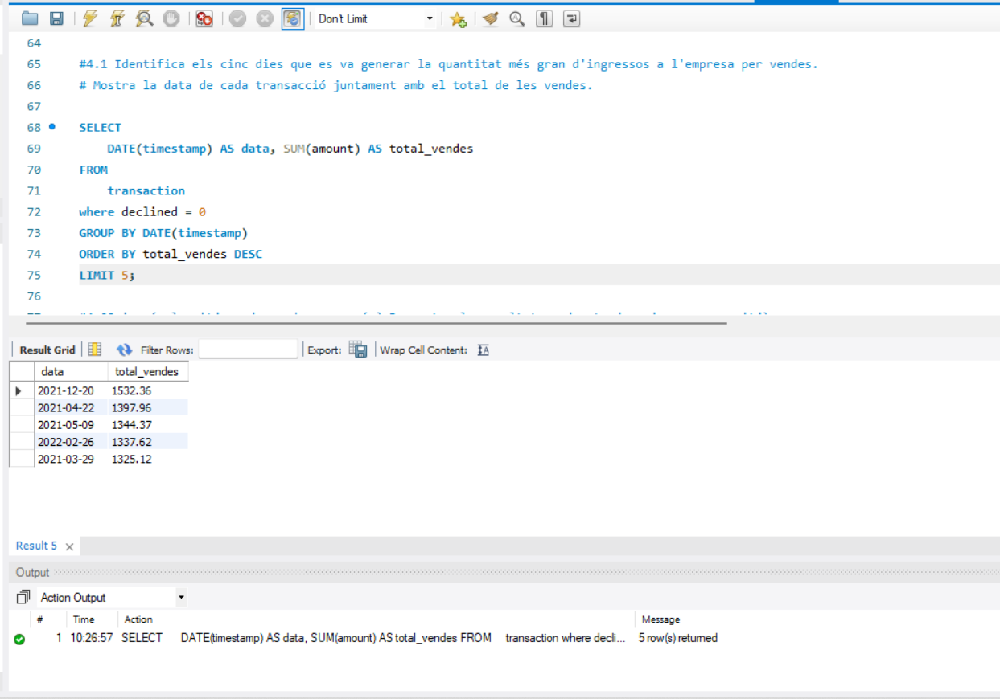 Don't Limit
64
65 #4.1 Identifica els cinc dies que es va generar la quantitat més gran d'ingressos a l'empresa per vendes.
66 # Mostra la data de cada transacció juntament amb el total de les vendes.
67
68 SELECT
69 DATE(timestamp) AS data, SUM(amount) AS total_vendes
70 FROM
71 transaction
72 where declined = 0
73 GROUP BY DATE(timestamp)
74 ORDER BY total_vendes DESC
75 LIMIT 5;
76
Result Grid Filter Rows: Export: Wrap Cell Content:
data total_vendes
2021-12-20 1532.36
2021-04-22 1397.96
2021-05-09 1344.37
2022-02-26 1337.62
2021-03-29 1325.12
Result 5
Output
Action Output
# Time Action Message
1 10:26:57 SELECT DATE(timestamp) AS data, SUM(amount) AS total_vendes FROM transaction where decli... 5 row(s) returned